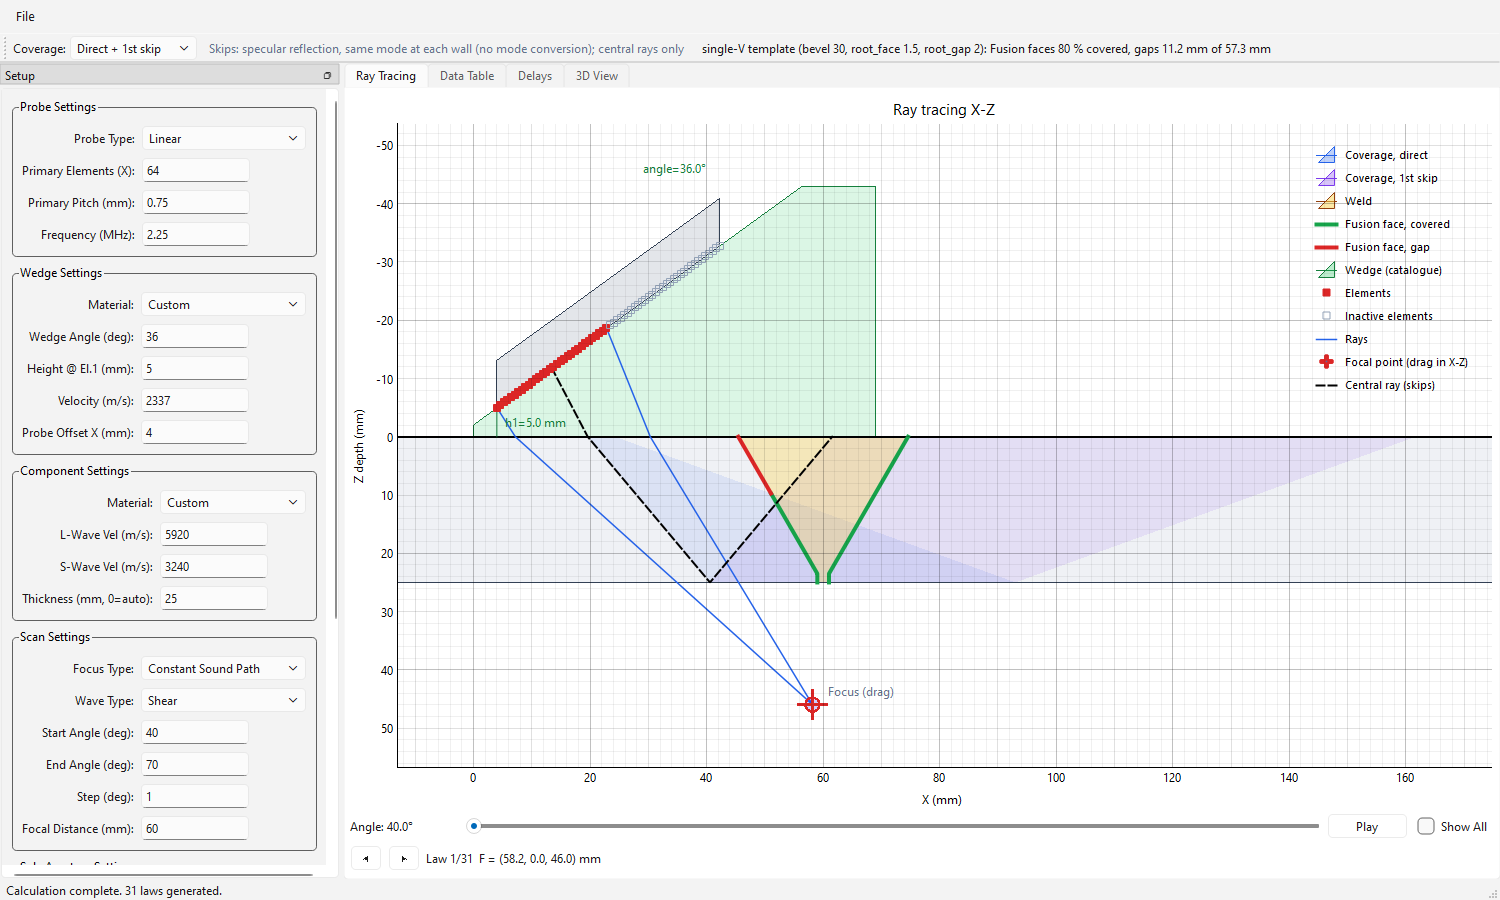 File
Coverage: Direct + 1st skip Skips: specular reflection, same mode at each wall (no mode conversion); central rays only single-V template (bevel 30, root_face 1.5, root_gap 2): Fusion faces 80 % covered, gaps 11.2 mm of 57.3 mm
Setup
Ray Tracing Data Table Delays 3D View
Probe Settings
Probe Type: Linear
Primary Elements (X): 64
Primary Pitch (mm): 0.75
Frequency (MHz): 2.25
Wedge Settings
Material: Custom
Wedge Angle (deg): 36
Height @ El.1 (mm): 5
Velocity (m/s): 2337
Probe Offset X (mm): 4
Component Settings
Material: Custom
L-Wave Vel (m/s): 5920
S-Wave Vel (m/s): 3240
Thickness (mm, 0=auto): 25
Scan Settings
Focus Type: Constant Sound Path
Wave Type: Shear
Start Angle (deg): 40
End Angle (deg): 70
Step (deg): 1
Focal Distance (mm): 60
Ray tracing X-Z
angle=36.0°
h1=5.0 mm
Focus (drag)
Coverage, direct
Coverage, 1st skip
Weld
Fusion face, covered
Fusion face, gap
Wedge (catalogue)
Elements
Inactive elements
Rays
Focal point (drag in X-Z)
Central ray (skips)
Z depth (mm)
-50
-40
-30
-20
-10
0
10
20
30
40
50
0 20 40 60 80 100 120 140 160
X (mm)
Angle: 40.0° Play Show All
Law 1/31 F = (58.2, 0.0, 46.0) mm
Calculation complete. 31 laws generated.